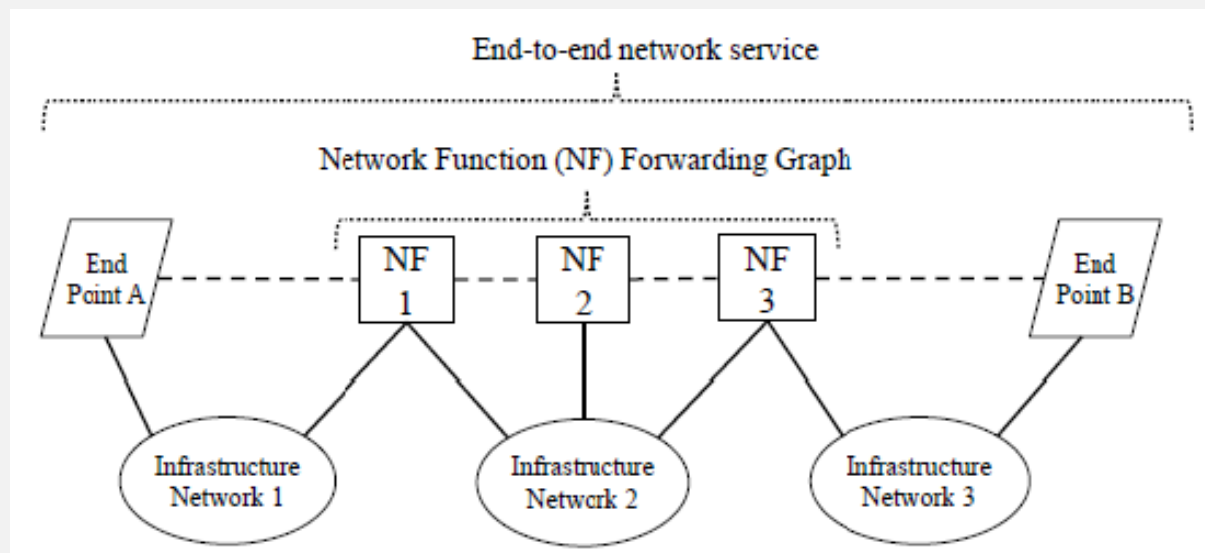 End-to-end network service
Network Function (NF) Forwarding Graph
End
Point A
NF
1
NF
2
NF
3
End
Point B
Infrastructure
Network 1
Infrastructure
Network 2
Infrastructure
Network 3